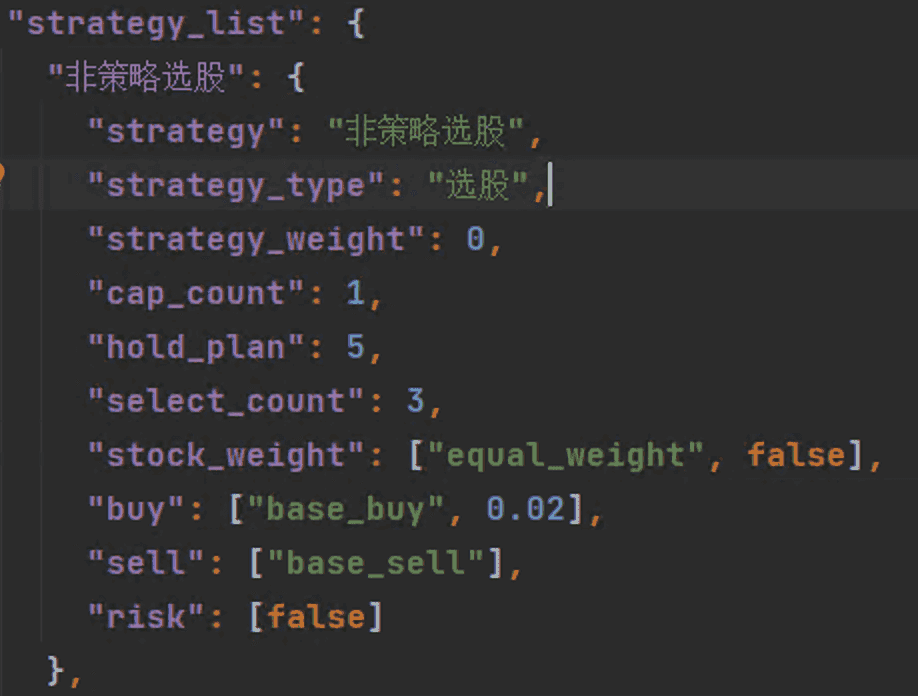 "strategy_list": {
"非策略选股": {
"strategy": "非策略选股",
"strategy_type": "选股",
"strategy_weight": 0,
"cap_count": 1,
"hold_plan": 5,
"select_count": 3,
"stock_weight": ["equal_weight", false],
"buy": ["base_buy", 0.02],
"sell": ["base_sell"],
"risk": [false]
},